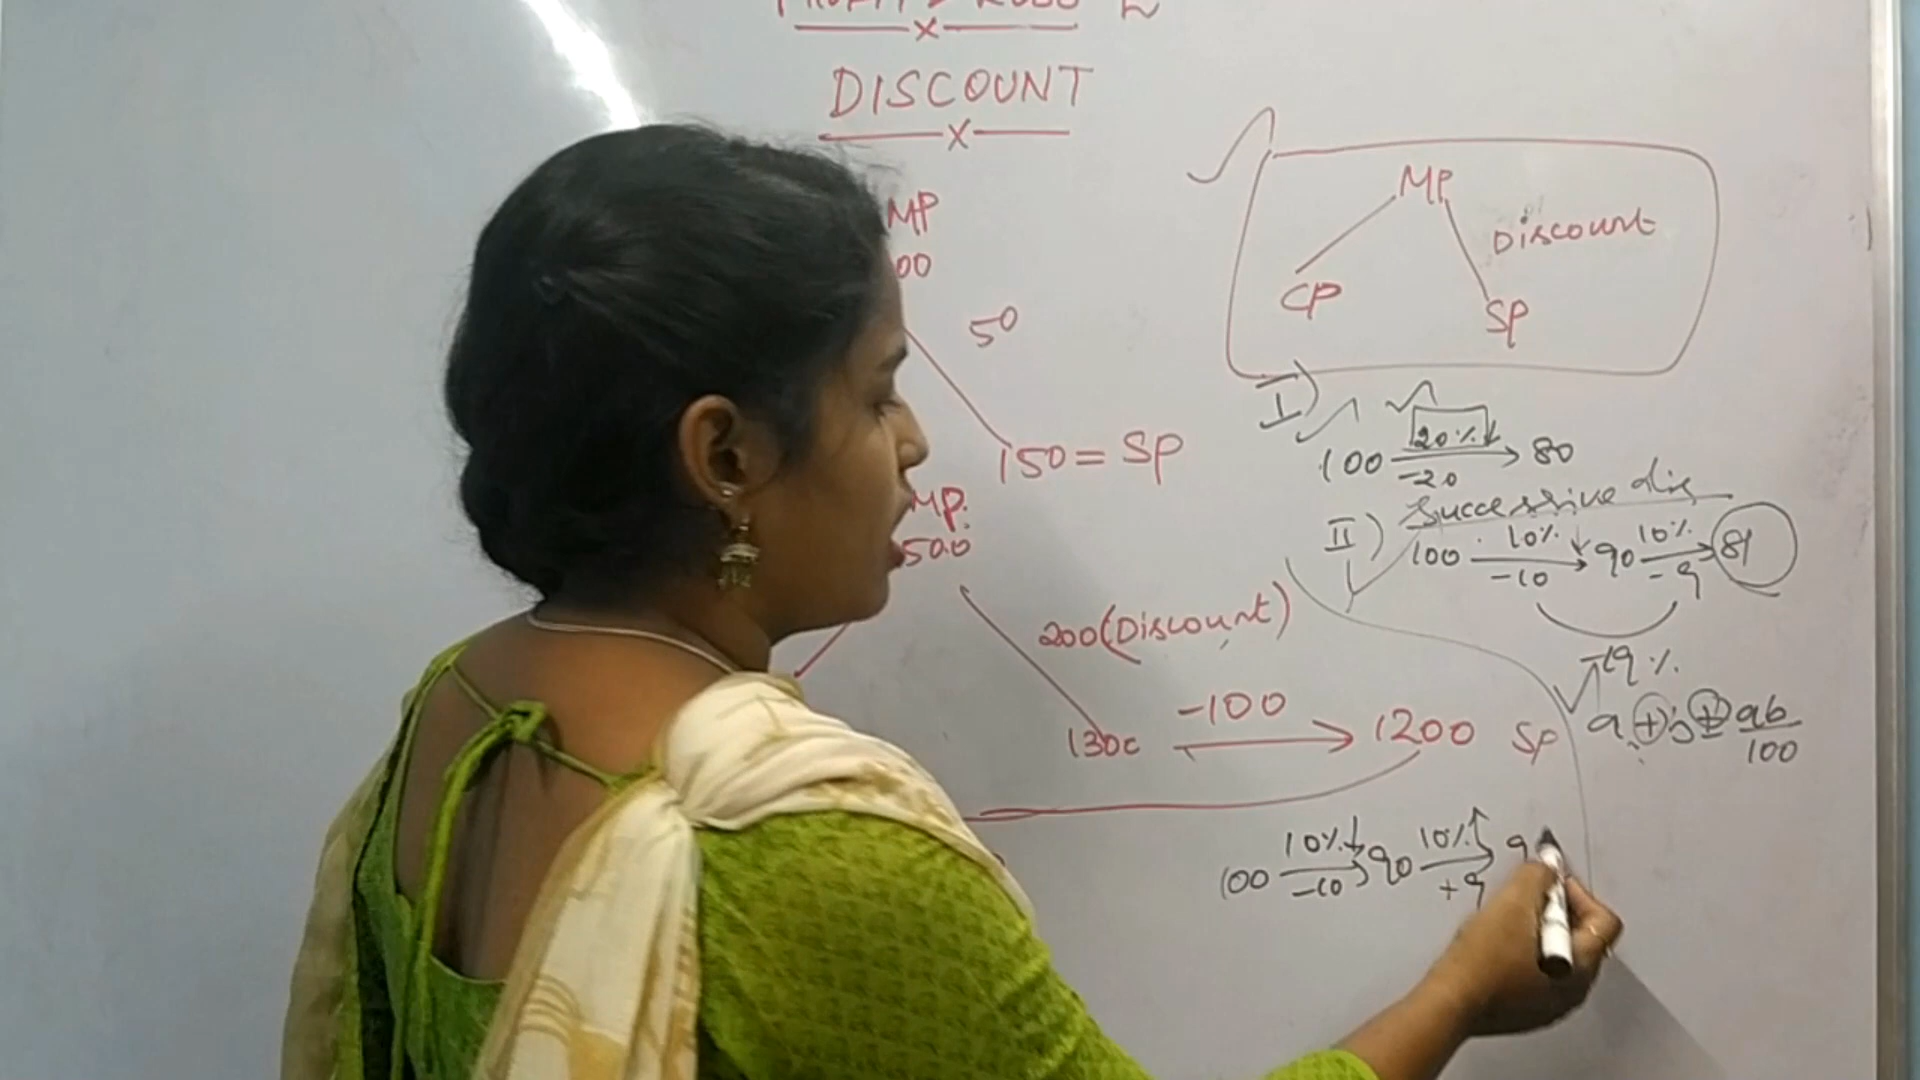 DISCOUNT
MP
00
50
150 = SP
MP:
500
200 (Discount)
1300 -100 → 1200 SP
MP
Discount
CP
SP
I)
100 20%↓ → 80
-20
II) Successive dis
100 10%↓ → 90 10% → 81
-10 -9
-19%
a ± b ± ab/100
100 10%↓ → 90 10%↑ → 9
-10 +9